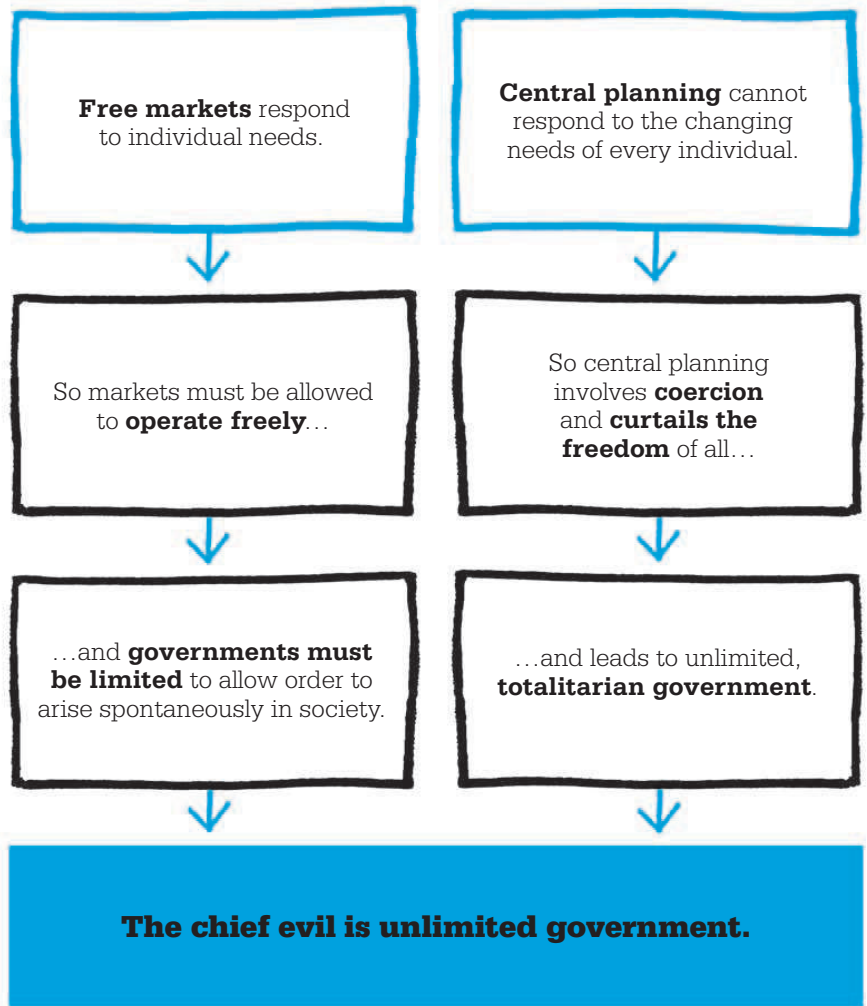 Free markets respond
to individual needs.
Central planning cannot
respond to the changing
needs of every individual.
So markets must be allowed
to operate freely…
So central planning
involves coercion
and curtails the
freedom of all…
…and governments must
be limited to allow order to
arise spontaneously in society.
…and leads to unlimited,
totalitarian government.
The chief evil is unlimited government.